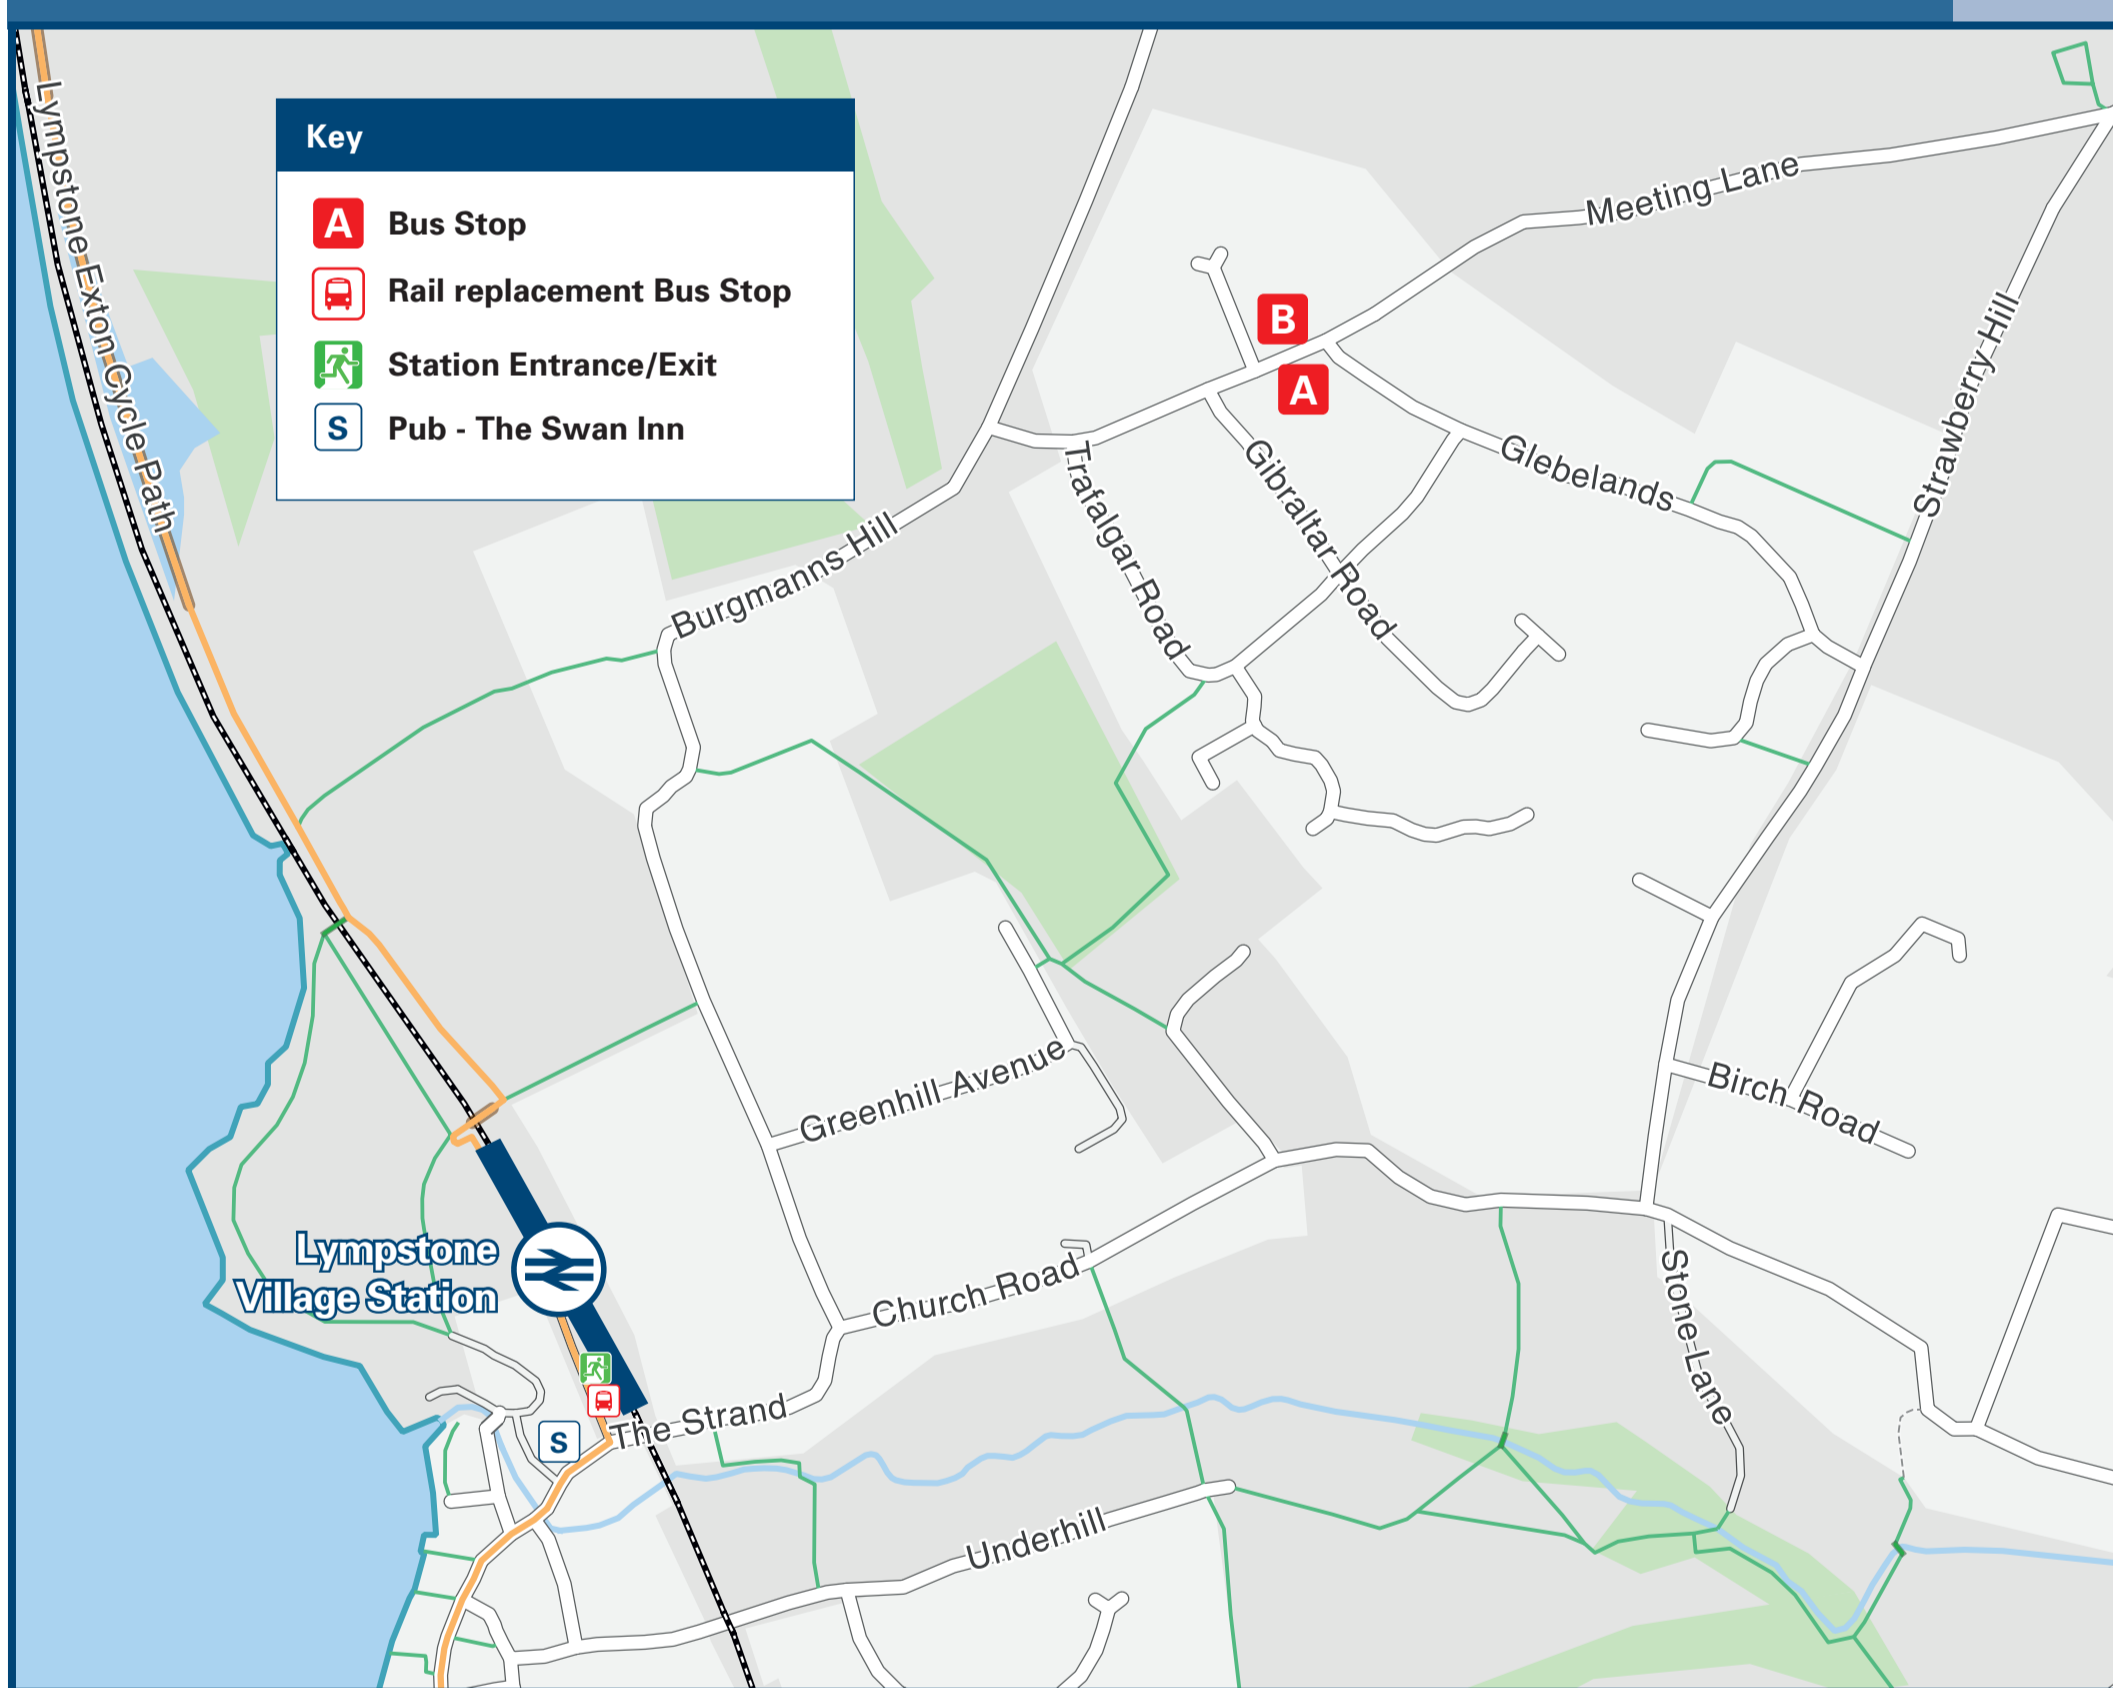 Key
A
Bus Stop
Rail replacement Bus Stop
Station Entrance/Exit
S
Pub - The Swan Inn
Lympstone Exton Cycle Path
Meeting Lane
B
A
Strawberry Hill
Glebelands
Gibraltar Road
Trafalgar Road
Burgmanns Hill
Greenhill Avenue
Birch Road
Church Road
Stone Lane
Lympstone
Village Station
The Strand
S
Underhill